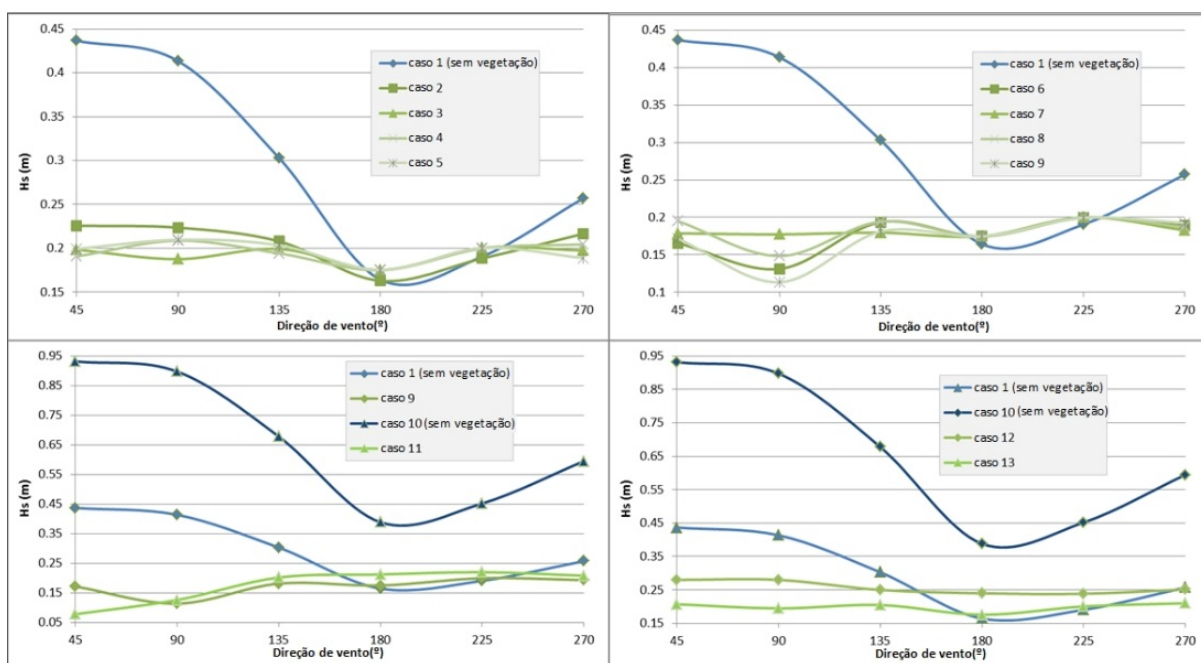 0.45
0.4
0.35
0.3
0.25
0.2
0.15
Hs (m)
45 90 135 180 225 270
Direção de vento(º)
caso 1 (sem vegetação)
caso 2
caso 3
caso 4
caso 5
0.45
0.4
0.35
0.3
0.25
0.2
0.15
0.1
Hs (m)
45 90 135 180 225 270
Direção de vento(º)
caso 1 (sem vegetação)
caso 6
caso 7
caso 8
caso 9
0.95
0.85
0.75
0.65
0.55
0.45
0.35
0.25
0.15
0.05
Hs (m)
45 90 135 180 225 270
Direção de vento(º)
caso 1 (sem vegetação)
caso 9
caso 10 (sem vegetação)
caso 11
0.95
0.85
0.75
0.65
0.55
0.45
0.35
0.25
0.15
Hs (m)
45 90 135 180 225 270
Direção de vento(º)
caso 1 (sem vegetação)
caso 10 (sem vegetação)
caso 12
caso 13